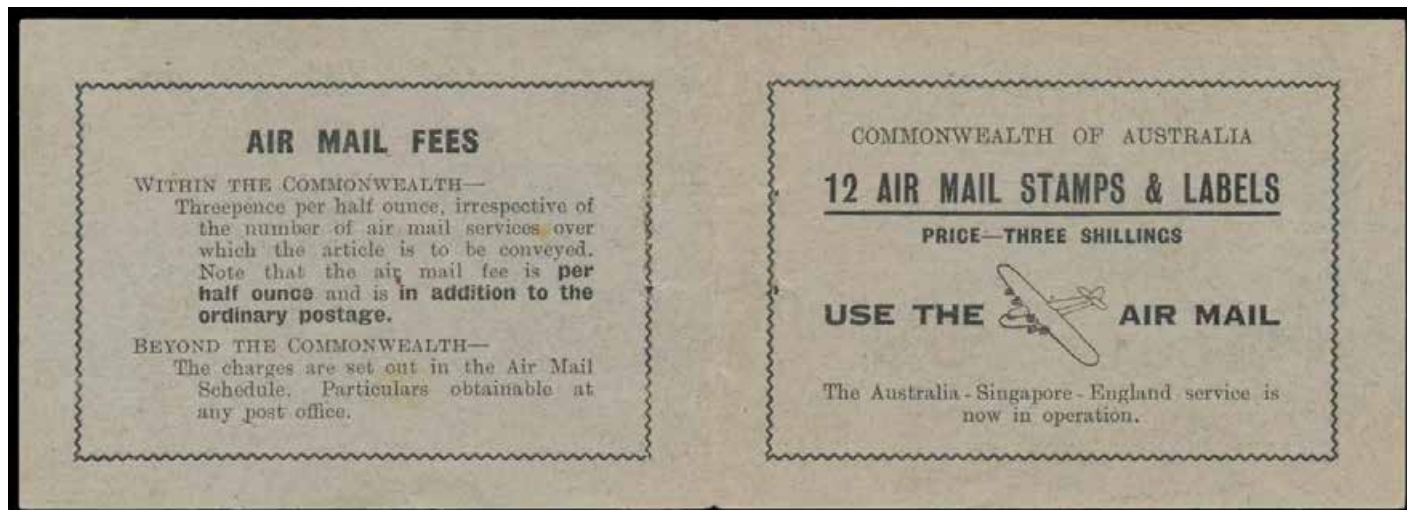 AIR MAIL FEES
WITHIN THE COMMONWEALTH—
Threepence per half ounce, irrespective of
the number of air mail services over
which the article is to be conveyed.
Note that the air mail fee is per
half ounce and is in addition to the
ordinary postage.
BEYOND THE COMMONWEALTH—
The charges are set out in the Air Mail
Schedule. Particulars obtainable at
any post office.
COMMONWEALTH OF AUSTRALIA
12 AIR MAIL STAMPS & LABELS
PRICE—THREE SHILLINGS
USE THE AIR MAIL
The Australia-Singapore-England service is
now in operation.